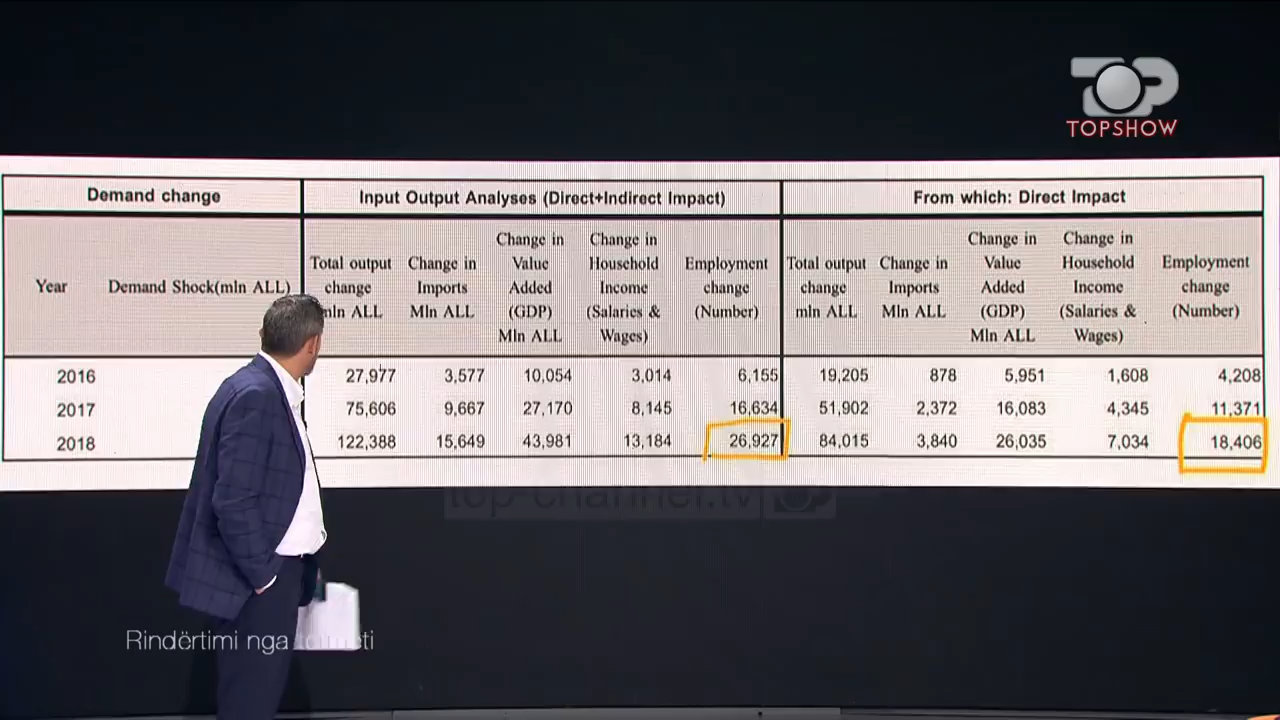 TOP
TOPSHOW
Demand change Input Output Analyses (Direct+Indirect Impact) From which: Direct Impact
Year Demand Shock(mln ALL) Total output change mln ALL Change in Imports Mln ALL Change in Value Added (GDP) Mln ALL Change in Household Income (Salaries & Wages) Employment change (Number) Total output change mln ALL Change in Imports Mln ALL Change in Value Added (GDP) Mln ALL Change in Household Income (Salaries & Wages) Employment change (Number)
2016 27,977 3,577 10,054 3,014 6,155 19,205 878 5,951 1,608 4,208
2017 75,606 9,667 27,170 8,145 16,634 51,902 2,372 16,083 4,345 11,371
2018 122,388 15,649 43,981 13,184 26,927 84,015 3,840 26,035 7,034 18,406
top-channel.tv
Rindërtimi nga